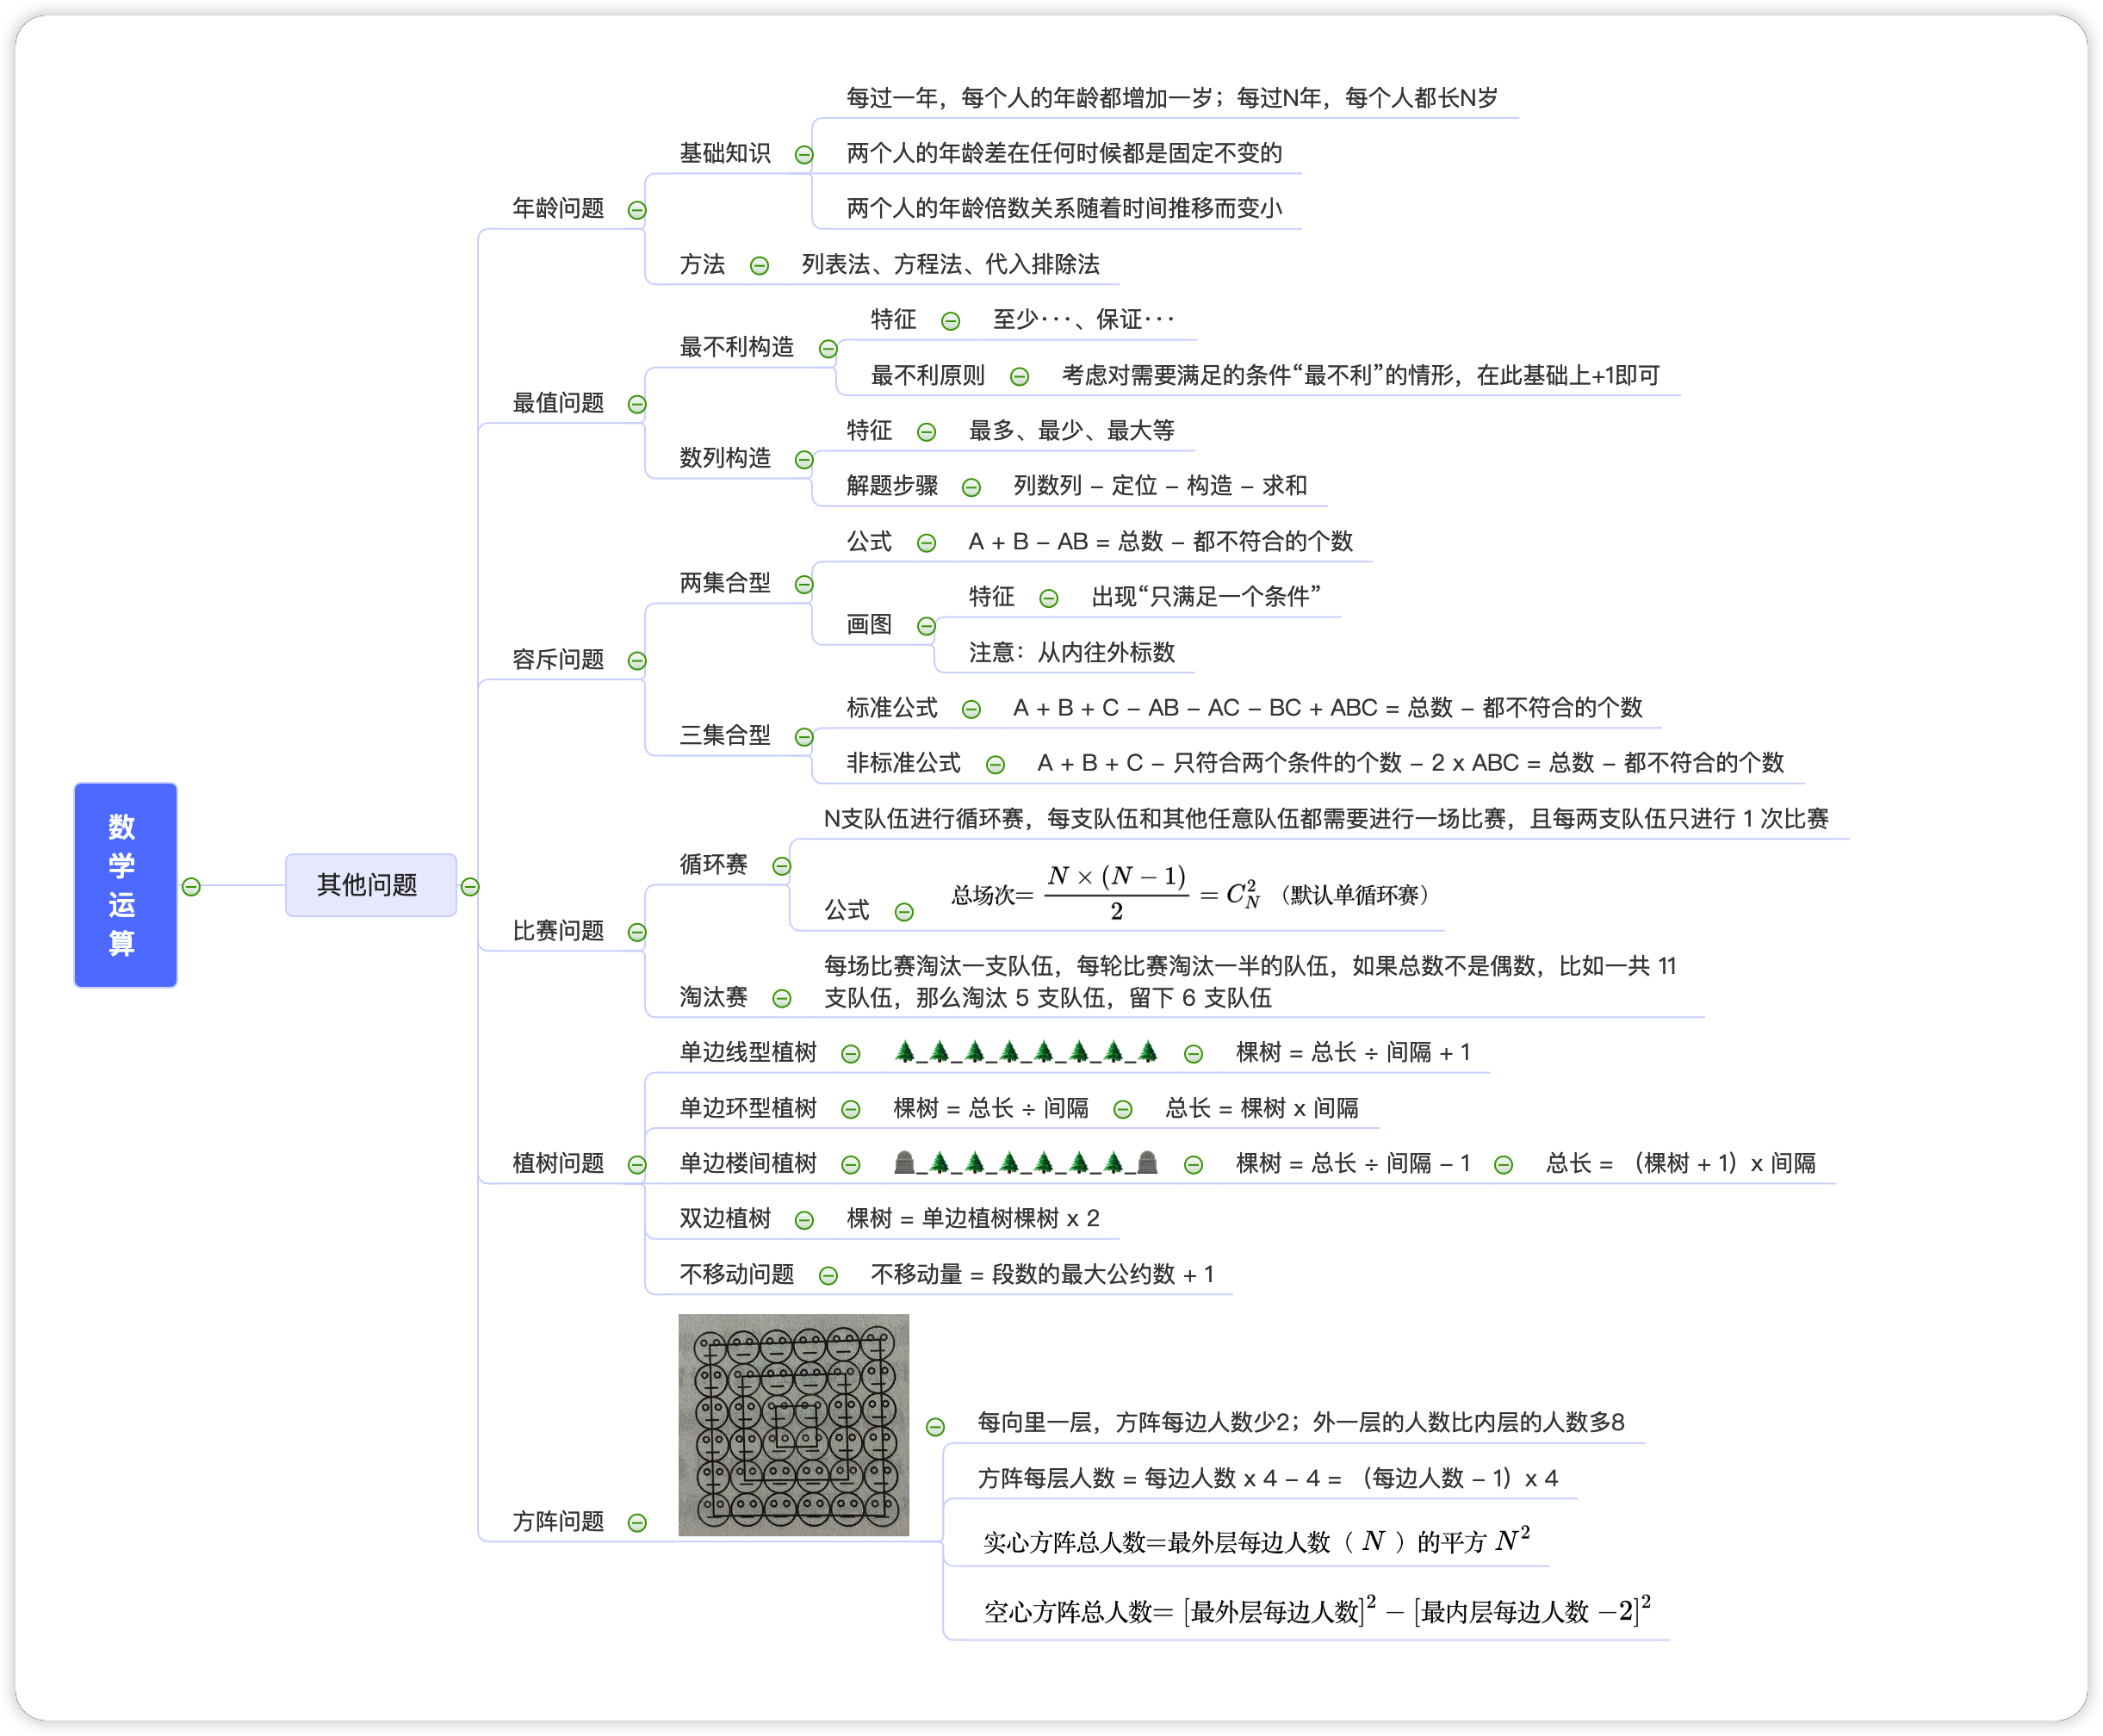 数学运算
其他问题
年龄问题
基础知识
每过一年，每个人的年龄都增加一岁；每过N年，每个人都长N岁
两个人的年龄差在任何时候都是固定不变的
两个人的年龄倍数关系随着时间推移而变小
方法
列表法、方程法、代入排除法
最值问题
最不利构造
特征
至少···、保证···
最不利原则
考虑对需要满足的条件“最不利”的情形，在此基础上+1即可
数列构造
特征
最多、最少、最大等
解题步骤
列数列 – 定位 – 构造 – 求和
容斥问题
两集合型
公式
A + B – AB = 总数 – 都不符合的个数
画图
特征
出现“只满足一个条件”
注意：从内往外标数
三集合型
标准公式
A + B + C – AB – AC – BC + ABC = 总数 – 都不符合的个数
非标准公式
A + B + C – 只符合两个条件的个数 – 2 x ABC = 总数 – 都不符合的个数
比赛问题
循环赛
N支队伍进行循环赛，每支队伍和其他任意队伍都需要进行一场比赛，且每两支队伍只进行 1 次比赛
公式
总场次= \frac{N × (N − 1)}{2} = C_N^2 （默认单循环赛）
淘汰赛
每场比赛淘汰一支队伍，每轮比赛淘汰一半的队伍，如果总数不是偶数，比如一共 11
支队伍，那么淘汰 5 支队伍，留下 6 支队伍
植树问题
单边线型植树
🌲_🌲_🌲_🌲_🌲_🌲_🌲_🌲
棵树 = 总长 ÷ 间隔 + 1
单边环型植树
棵树 = 总长 ÷ 间隔
总长 = 棵树 x 间隔
单边楼间植树
🪦_🌲_🌲_🌲_🌲_🌲_🌲_🪦
棵树 = 总长 ÷ 间隔 – 1
总长 = （棵树 + 1）x 间隔
双边植树
棵树 = 单边植树棵树 x 2
不移动问题
不移动量 = 段数的最大公约数 + 1
方阵问题
每向里一层，方阵每边人数少2；外一层的人数比内层的人数多8
方阵每层人数 = 每边人数 x 4 – 4 = （每边人数 – 1）x 4
实心方阵总人数=最外层每边人数（ N ）的平方 N²
空心方阵总人数= [最外层每边人数]² − [最内层每边人数 −2]²